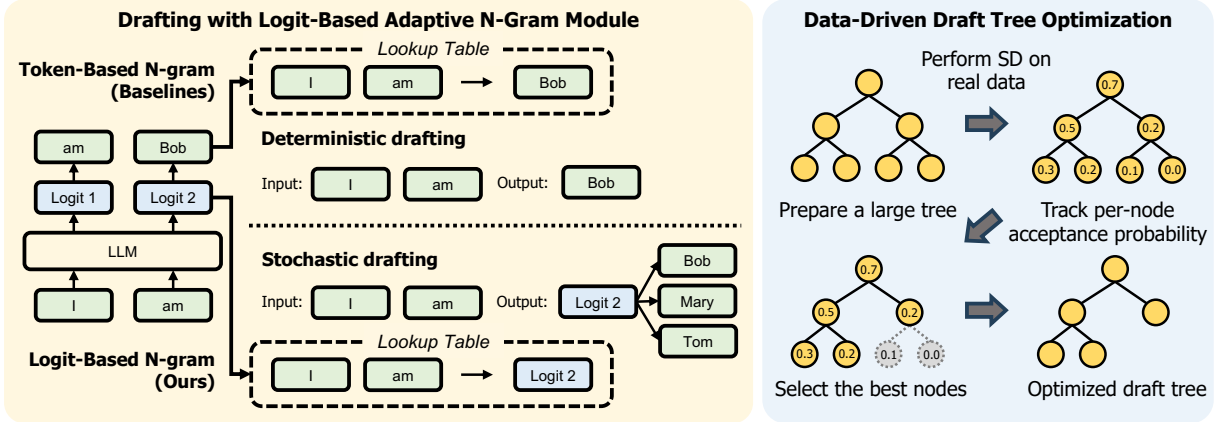 Drafting with Logit-Based Adaptive N-Gram Module
Token-Based N-gram
(Baselines)
Lookup Table
I
am
Bob
am
Bob
Logit 1
Logit 2
LLM
I
am
Deterministic drafting
Input:
I
am
Output:
Bob
Stochastic drafting
Input:
I
am
Output:
Logit 2
Bob
Mary
Tom
Logit-Based N-gram
(Ours)
Lookup Table
I
am
Logit 2
Data-Driven Draft Tree Optimization
Perform SD on
real data
0.7
0.5
0.2
0.3
0.2
0.1
0.0
Prepare a large tree
Track per-node
acceptance probability
0.7
0.5
0.2
0.3
0.2
0.1
0.0
Select the best nodes
Optimized draft tree